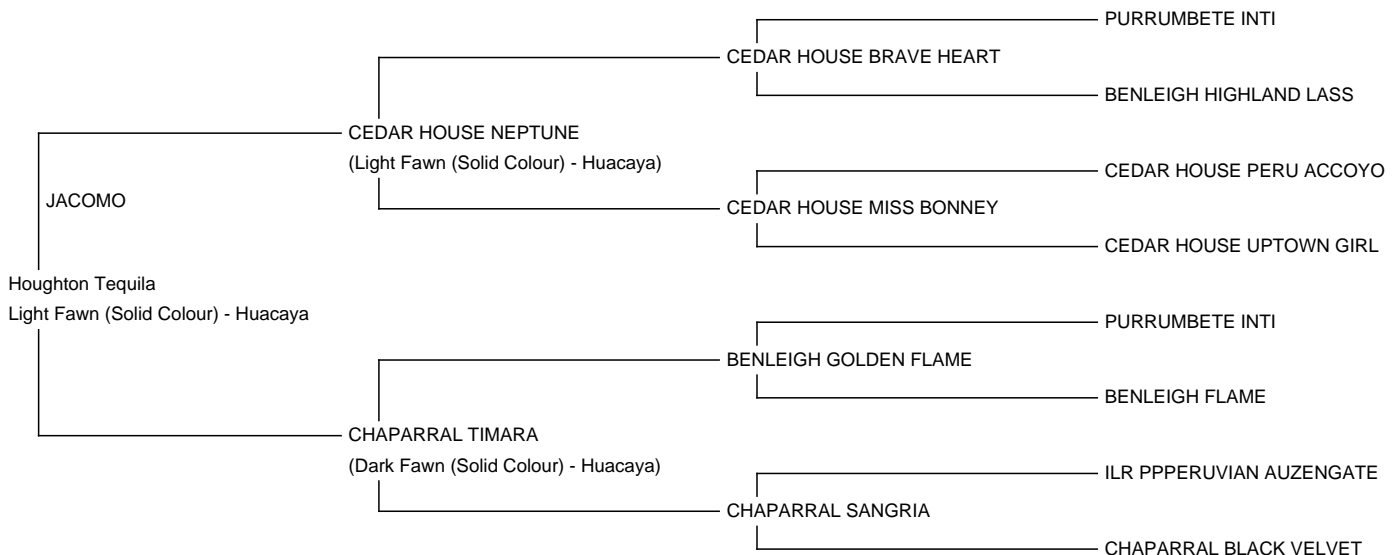 PURRUMBETE INTI
CEDAR HOUSE BRAVE HEART
BENLEIGH HIGHLAND LASS
CEDAR HOUSE NEPTUNE
(Light Fawn (Solid Colour) - Huacaya)
CEDAR HOUSE PERU ACCOYO
JACOMO
CEDAR HOUSE MISS BONNEY
CEDAR HOUSE UPTOWN GIRL
Houghton Tequila
Light Fawn (Solid Colour) - Huacaya
PURRUMBETE INTI
BENLEIGH GOLDEN FLAME
BENLEIGH FLAME
CHAPARRAL TIMARA
(Dark Fawn (Solid Colour) - Huacaya)
ILR PPPERUVIAN AUZENGATE
CHAPARRAL SANGRIA
CHAPARRAL BLACK VELVET